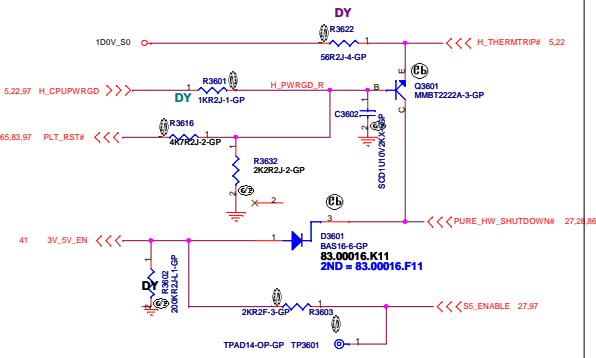 DY
R3622
1D0V_S0
1
H_THERMTRIP# 5,22
56R2J-4-GP
R3601
H_PWRGD_R
B
E
Q3601
MMBT2222A-3-GP
5,22,97 H_CPUPWRGD
1
DY
1KR2J-1-GP
C
C3602
SCD1U10V2KX-
R3616
65,83,97 PLT_RST#
1
4K7R2J-2-GP
1
R3632
2K2R2J-2-GP
2
2
3
PURE_HW_SHUTDOWN# 27,28,86
41 3V_5V_EN
1
D3601
BAS16-6-GP
83.00016.K11
2ND = 83.00016.F11
1
DY
R3602
200KR2J-L1-GP
2
2KR2F-3-GP
R3603
1
S5_ENABLE 27,97
TPAD14-OP-GP TP3601
1